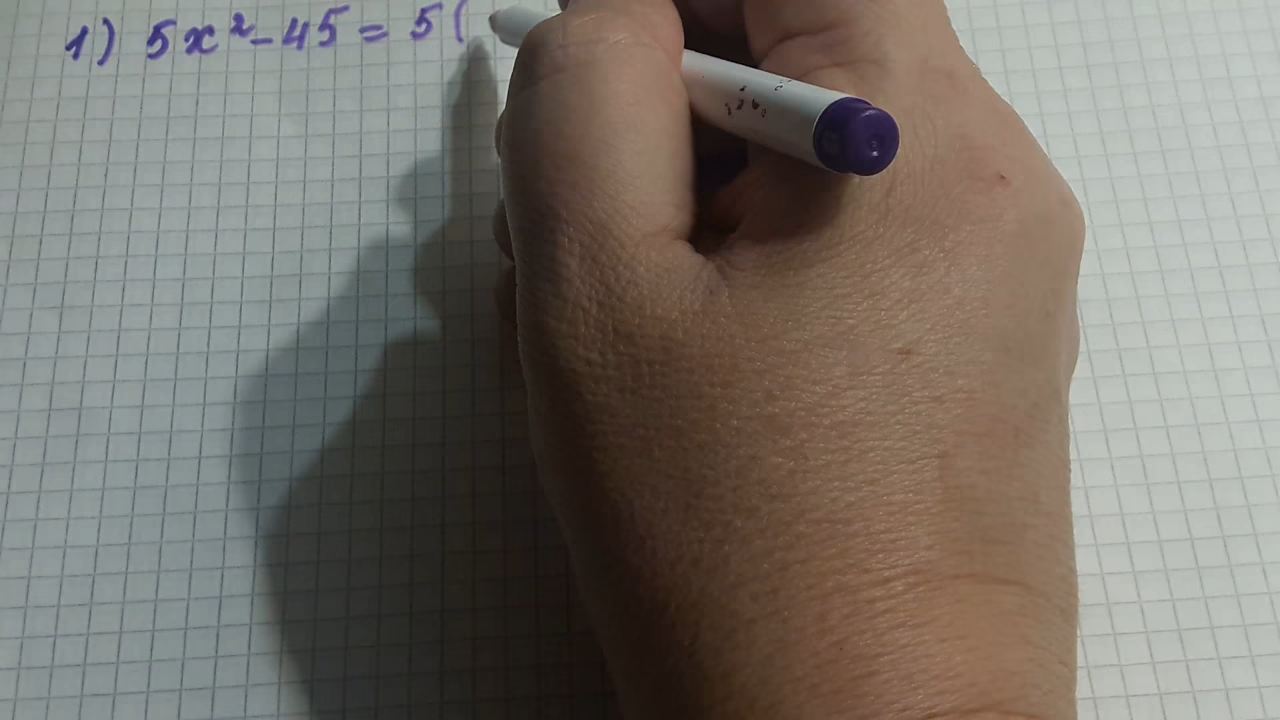 1) 5x² - 45 = 5(